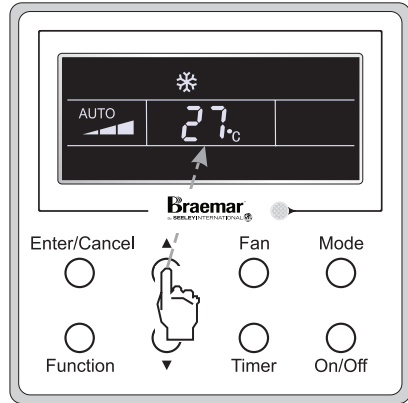 AUTO
27.c
Braemar
by SEELEY INTERNATIONAL
Enter/Cancel ▲ Fan Mode
Function ▼ Timer On/Off